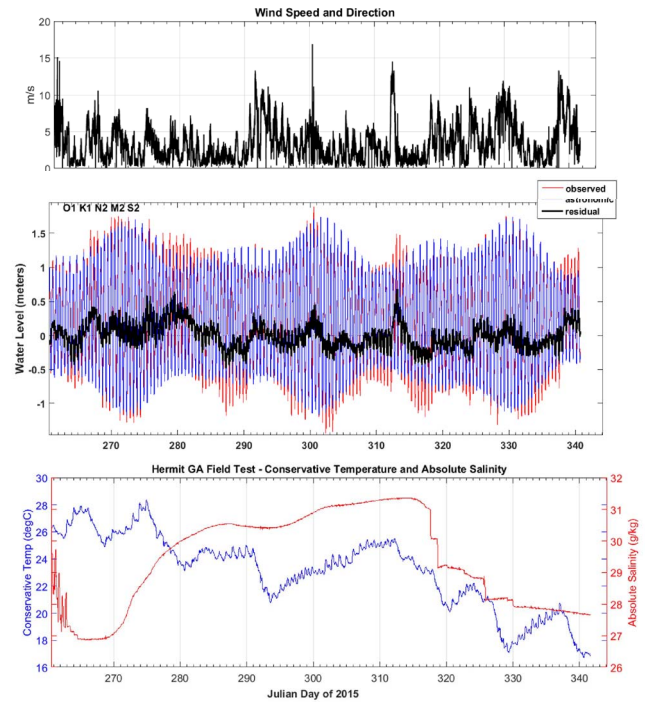 Wind Speed and Direction
20
15
10
5
0
m/s
observed
astronomic
residual
O1 K1 N2 M2 S2
1.5
1
0.5
0
-0.5
-1
Water Level (meters)
270 280 290 300 310 320 330 340
Hermit GA Field Test - Conservative Temperature and Absolute Salinity
30
28
26
24
22
20
18
16
Conservative Temp (degC)
32
31
30
29
28
27
26
Absolute Salinity (g/kg)
270 280 290 300 310 320 330 340
Julian Day of 2015